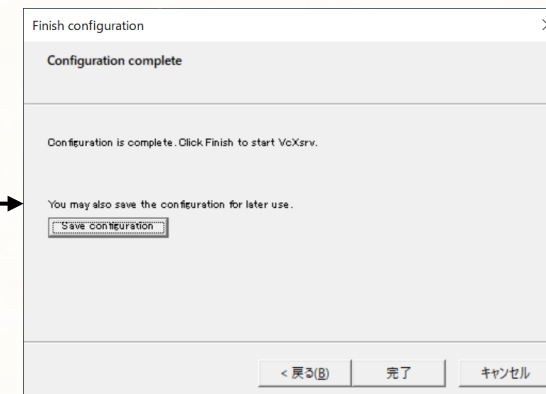 Finish configuration
Configuration complete
Configuration is complete. Click Finish to start VcXsrv.
You may also save the configuration for later use.
Save configuration
< 戻る(B)
完了
キャンセル